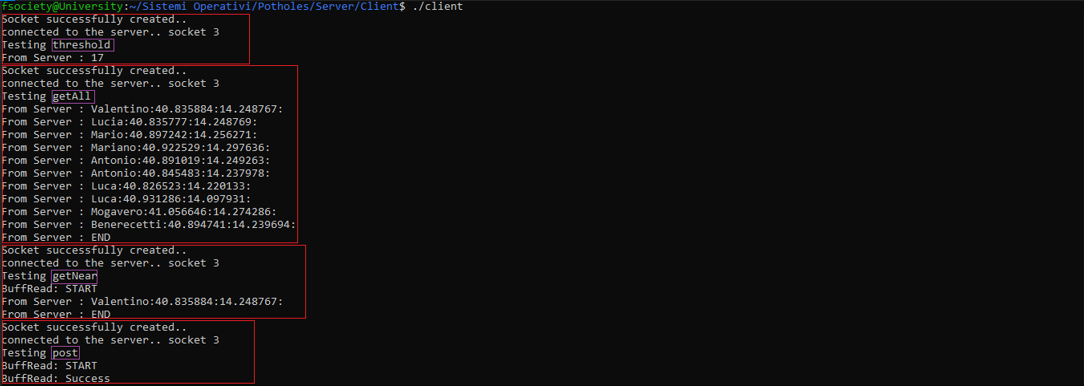 fsociety@University:~/Sistemi Operativi/Potholes/Server/Client$ ./client
Socket successfully created..
connected to the server.. socket 3
Testing threshold
From Server : 17
Socket successfully created..
connected to the server.. socket 3
Testing getAll
From Server : Valentino:40.835884:14.248767:
From Server : Lucia:40.835777:14.248769:
From Server : Mario:40.897242:14.256271:
From Server : Mariano:40.922529:14.297636:
From Server : Antonio:40.891019:14.249263:
From Server : Antonio:40.845483:14.237978:
From Server : Luca:40.826523:14.220133:
From Server : Luca:40.931286:14.097931:
From Server : Mogavero:41.056646:14.274286:
From Server : Benerecetti:40.894741:14.239694:
From Server : END
Socket successfully created..
connected to the server.. socket 3
Testing getNear
BuffRead: START
From Server : Valentino:40.835884:14.248767:
From Server : END
Socket successfully created..
connected to the server.. socket 3
Testing post
BuffRead: START
BuffRead: Success